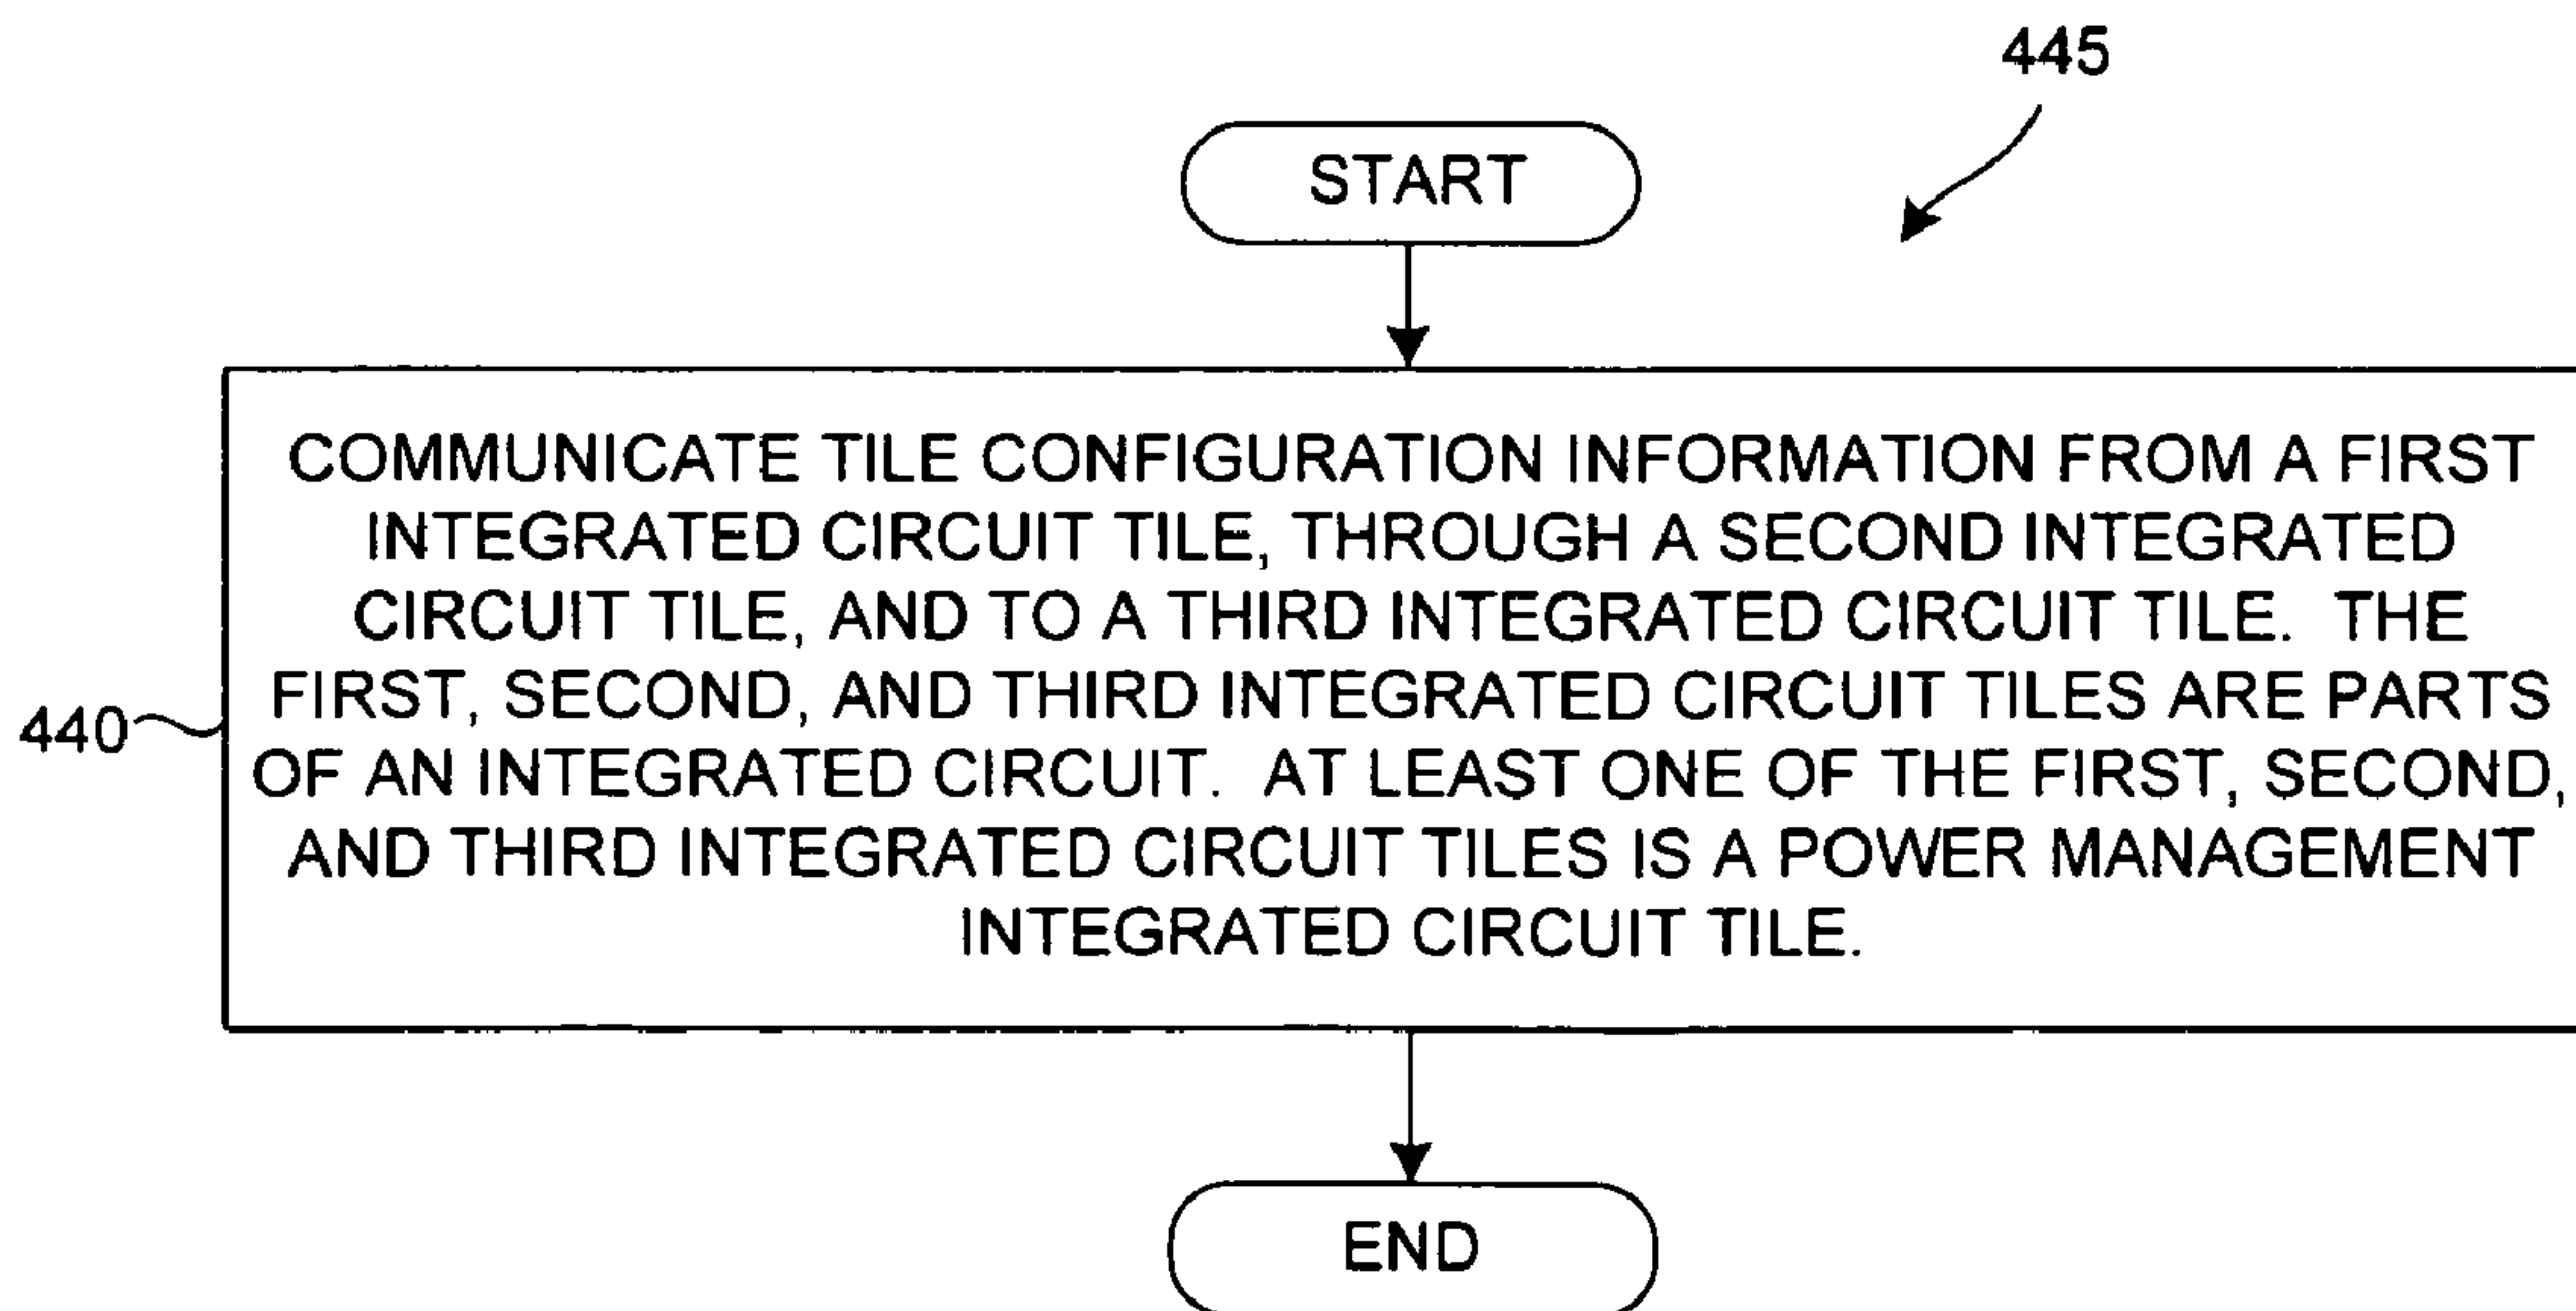 445
START
COMMUNICATE TILE CONFIGURATION INFORMATION FROM A FIRST
INTEGRATED CIRCUIT TILE, THROUGH A SECOND INTEGRATED
CIRCUIT TILE, AND TO A THIRD INTEGRATED CIRCUIT TILE. THE
FIRST, SECOND, AND THIRD INTEGRATED CIRCUIT TILES ARE PARTS
OF AN INTEGRATED CIRCUIT. AT LEAST ONE OF THE FIRST, SECOND,
AND THIRD INTEGRATED CIRCUIT TILES IS A POWER MANAGEMENT
INTEGRATED CIRCUIT TILE.
440
END